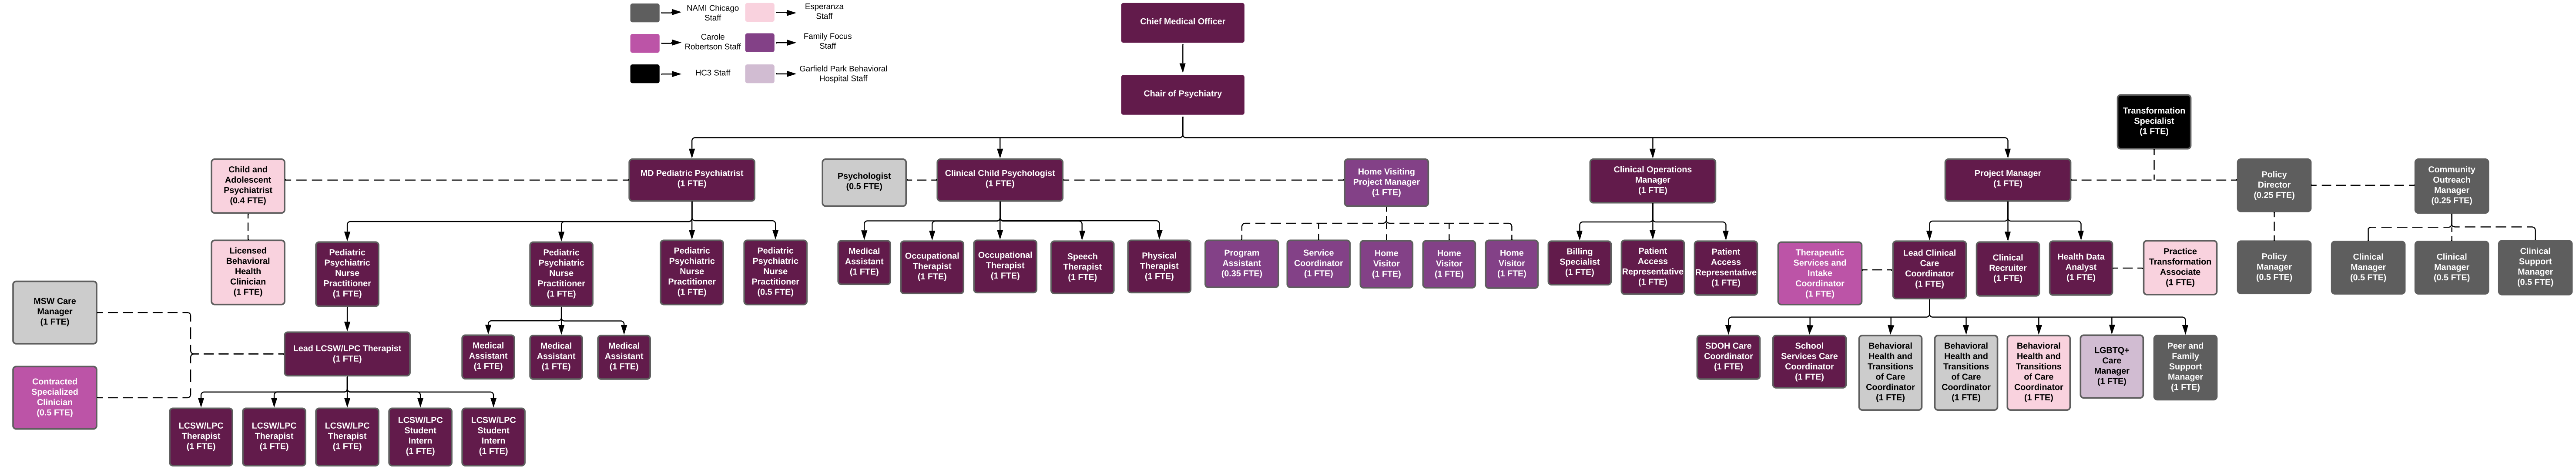 NAMI Chicago
Staff
Esperanza
Staff
Carole
Robertson Staff
Family Focus
Staff
HC3 Staff
Garfield Park Behavioral
Hospital Staff
Chief Medical Officer
Chair of Psychiatry
Transformation
Specialist
(1 FTE)
Child and
Adolescent
Psychiatrist
(0.4 FTE)
MD Pediatric Psychiatrist
(1 FTE)
Psychologist
(0.5 FTE)
Clinical Child Psychologist
(1 FTE)
Home Visiting
Project Manager
(1 FTE)
Clinical Operations
Manager
(1 FTE)
Project Manager
(1 FTE)
Policy
Director
(0.25 FTE)
Community
Outreach
Manager
(0.25 FTE)
Licensed
Behavioral
Health
Clinician
(1 FTE)
Pediatric
Psychiatric
Nurse
Practitioner
(1 FTE)
Pediatric
Psychiatric
Nurse
Practitioner
(1 FTE)
Pediatric
Psychiatric
Nurse
Practitioner
(1 FTE)
Pediatric
Psychiatric
Nurse
Practitioner
(0.5 FTE)
Medical
Assistant
(1 FTE)
Occupational
Therapist
(1 FTE)
Occupational
Therapist
(1 FTE)
Speech
Therapist
(1 FTE)
Physical
Therapist
(1 FTE)
Program
Assistant
(0.35 FTE)
Service
Coordinator
(1 FTE)
Home
Visitor
(1 FTE)
Home
Visitor
(1 FTE)
Home
Visitor
(1 FTE)
Billing
Specialist
(1 FTE)
Patient
Access
Representative
(1 FTE)
Patient
Access
Representative
(1 FTE)
Therapeutic
Services and
Intake
Coordinator
(1 FTE)
Lead Clinical
Care
Coordinator
(1 FTE)
Clinical
Recruiter
(1 FTE)
Health Data
Analyst
(1 FTE)
Practice
Transformation
Associate
(1 FTE)
Policy
Manager
(0.5 FTE)
Clinical
Manager
(0.5 FTE)
Clinical
Manager
(0.5 FTE)
Clinical
Support
Manager
(0.5 FTE)
MSW Care
Manager
(1 FTE)
Lead LCSW/LPC Therapist
(1 FTE)
Medical
Assistant
(1 FTE)
Medical
Assistant
(1 FTE)
Medical
Assistant
(1 FTE)
SDOH Care
Coordinator
(1 FTE)
School
Services Care
Coordinator
(1 FTE)
Behavioral
Health and
Transitions
of Care
Coordinator
(1 FTE)
Behavioral
Health and
Transitions
of Care
Coordinator
(1 FTE)
Behavioral
Health and
Transitions
of Care
Coordinator
(1 FTE)
LGBTQ+
Care
Manager
(1 FTE)
Peer and
Family
Support
Manager
(1 FTE)
Contracted
Specialized
Clinician
(0.5 FTE)
LCSW/LPC
Therapist
(1 FTE)
LCSW/LPC
Therapist
(1 FTE)
LCSW/LPC
Therapist
(1 FTE)
LCSW/LPC
Student
Intern
(1 FTE)
LCSW/LPC
Student
Intern
(1 FTE)